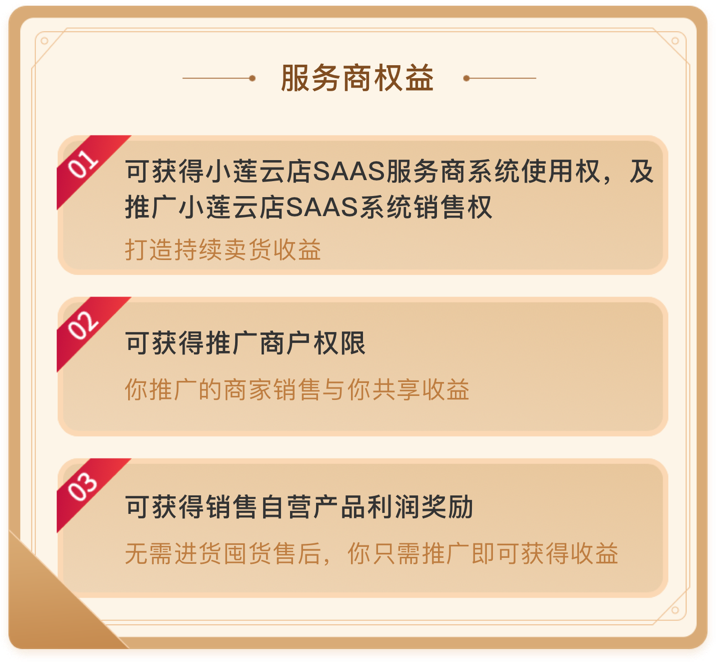 服务商权益
01
可获得小莲云店SAAS服务商系统使用权，及
推广小莲云店SAAS系统销售权
打造持续卖货收益
02
可获得推广商户权限
你推广的商家销售与你共享收益
03
可获得销售自营产品利润奖励
无需进货囤货售后，你只需推广即可获得收益